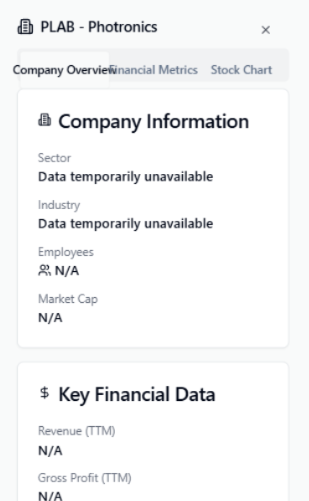 PLAB - Photronics
Company Overview Financial Metrics Stock Chart
Company Information
Sector
Data temporarily unavailable
Industry
Data temporarily unavailable
Employees
N/A
Market Cap
N/A
Key Financial Data
Revenue (TTM)
N/A
Gross Profit (TTM)
N/A